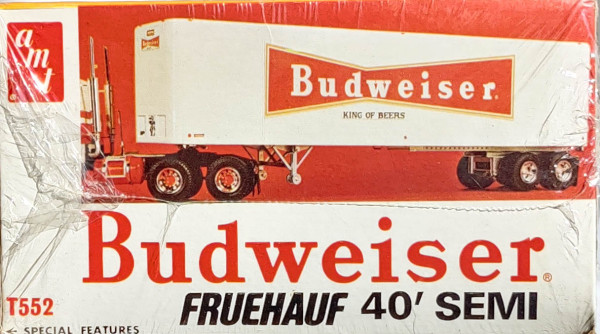 amt
Budweiser®
KING OF BEERS
Budweiser®
T552 FRUEHAUF 40' SEMI
← SPECIAL FEATURES